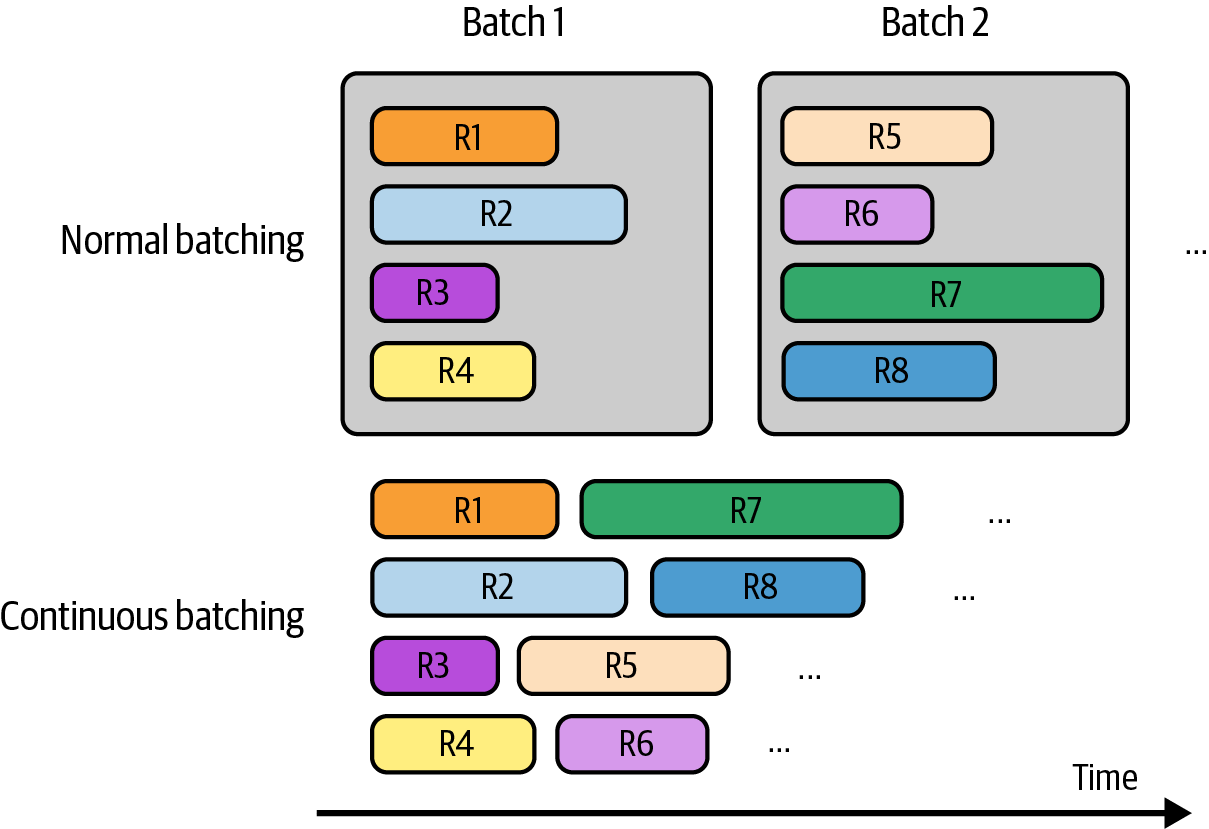 Batch 1
Batch 2
Normal batching
R1
R2
R3
R4
R5
R6
R7
R8
...
Continuous batching
R1
R7
...
R2
R8
...
R3
R5
...
R4
R6
...
Time